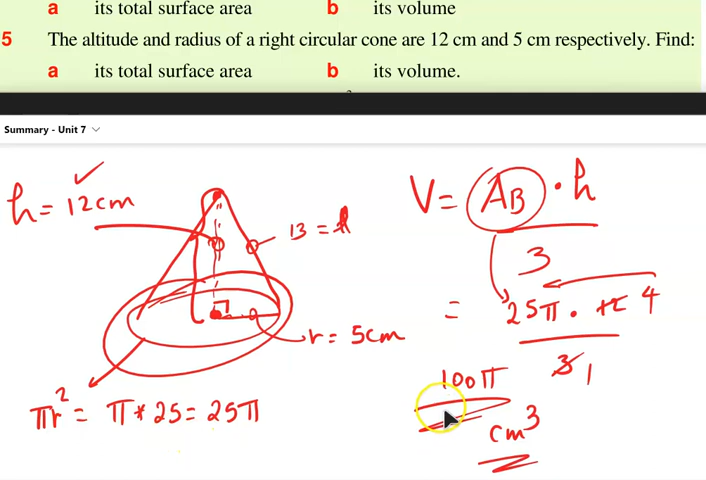 a its total surface area b its volume
5 The altitude and radius of a right circular cone are 12 cm and 5 cm respectively. Find:
a its total surface area b its volume.
Summary - Unit 7
h = 12cm
13 = l
r = 5cm
πr² = π * 25 = 25π
V = A_B · h
3
= 25π · 12 4
3 1
100π
cm³